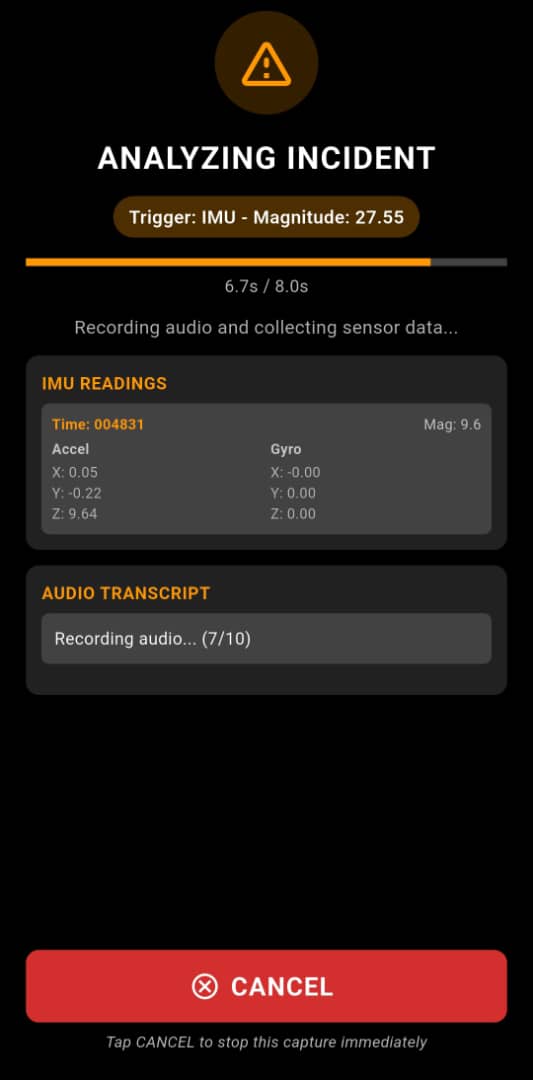 ANALYZING INCIDENT
Trigger: IMU - Magnitude: 27.55
6.7s / 8.0s
Recording audio and collecting sensor data...
IMU READINGS
Time: 004831 Mag: 9.6
Accel Gyro
X: 0.05 X: -0.00
Y: -0.22 Y: 0.00
Z: 9.64 Z: 0.00
AUDIO TRANSCRIPT
Recording audio... (7/10)
CANCEL
Tap CANCEL to stop this capture immediately